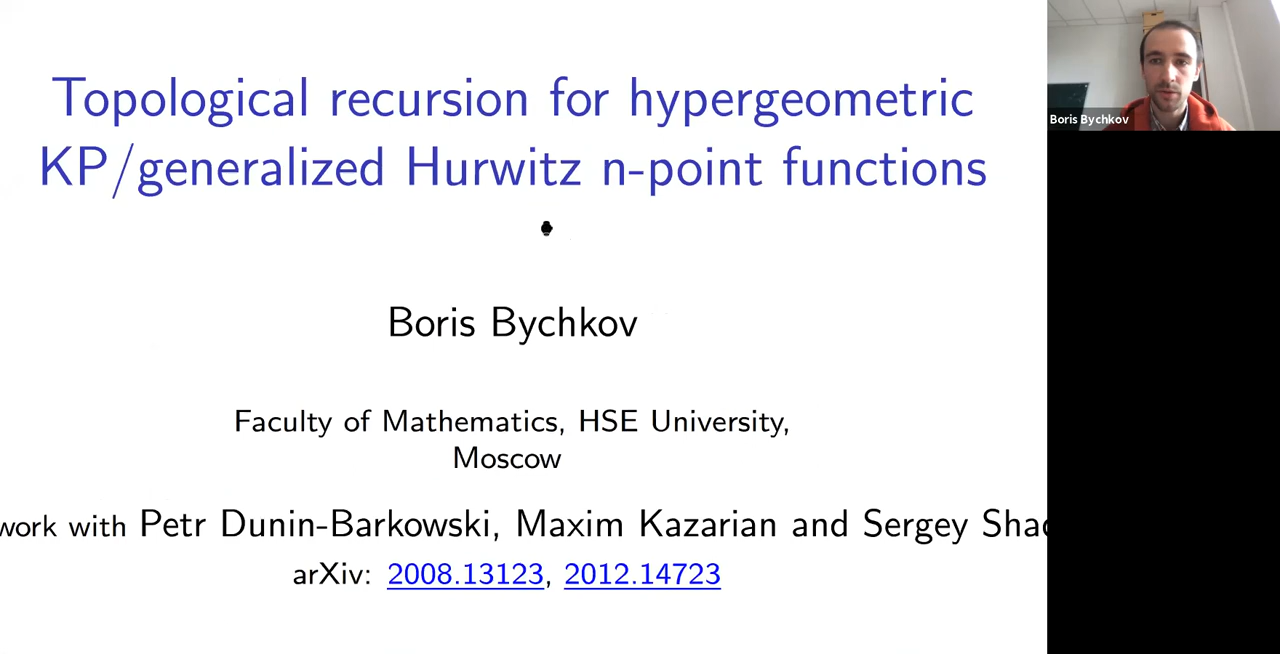 Topological recursion for hypergeometric
KP/generalized Hurwitz n-point functions
Boris Bychkov
Faculty of Mathematics, HSE University,
Moscow
work with Petr Dunin-Barkowski, Maxim Kazarian and Sergey
arXiv: 2008.13123, 2012.14723
Boris Bychkov